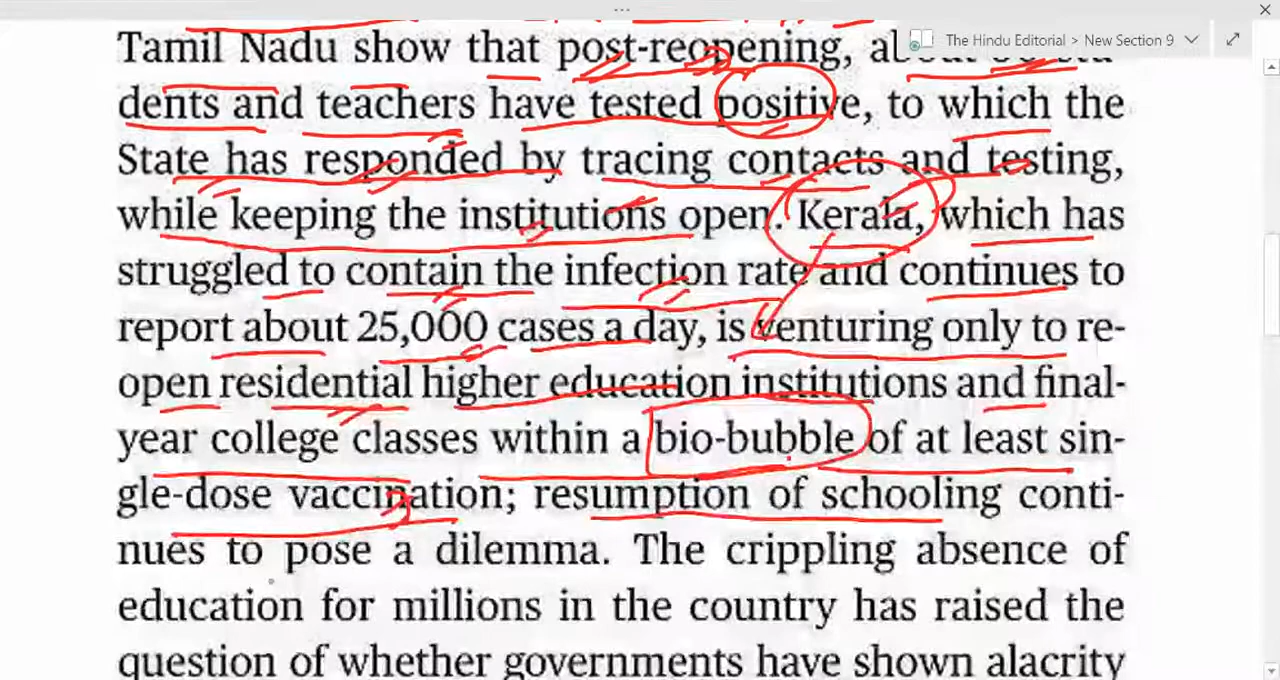 The Hindu Editorial > New Section 9
Tamil Nadu show that post-reopening,
dents and teachers have tested positive, to which the
State has responded by tracing contacts and testing,
while keeping the institutions open. Kerala, which has
struggled to contain the infection rate and continues to
report about 25,000 cases a day, is venturing only to re-
open residential higher education institutions and final-
year college classes within a bio-bubble of at least sin-
gle-dose vaccination; resumption of schooling conti-
nues to pose a dilemma. The crippling absence of
education for millions in the country has raised the
question of whether governments have shown alacrity